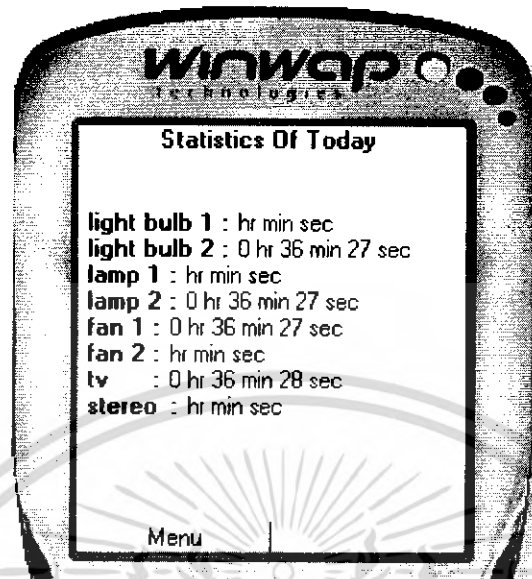 Winwap
technologies
Statistics Of Today
light bulb 1 : hr min sec
light bulb 2 : 0 hr 36 min 27 sec
lamp 1 : hr min sec
lamp 2 : 0 hr 36 min 27 sec
fan 1 : 0 hr 36 min 27 sec
fan 2 : hr min sec
tv : 0 hr 36 min 28 sec
stereo : hr min sec
Menu